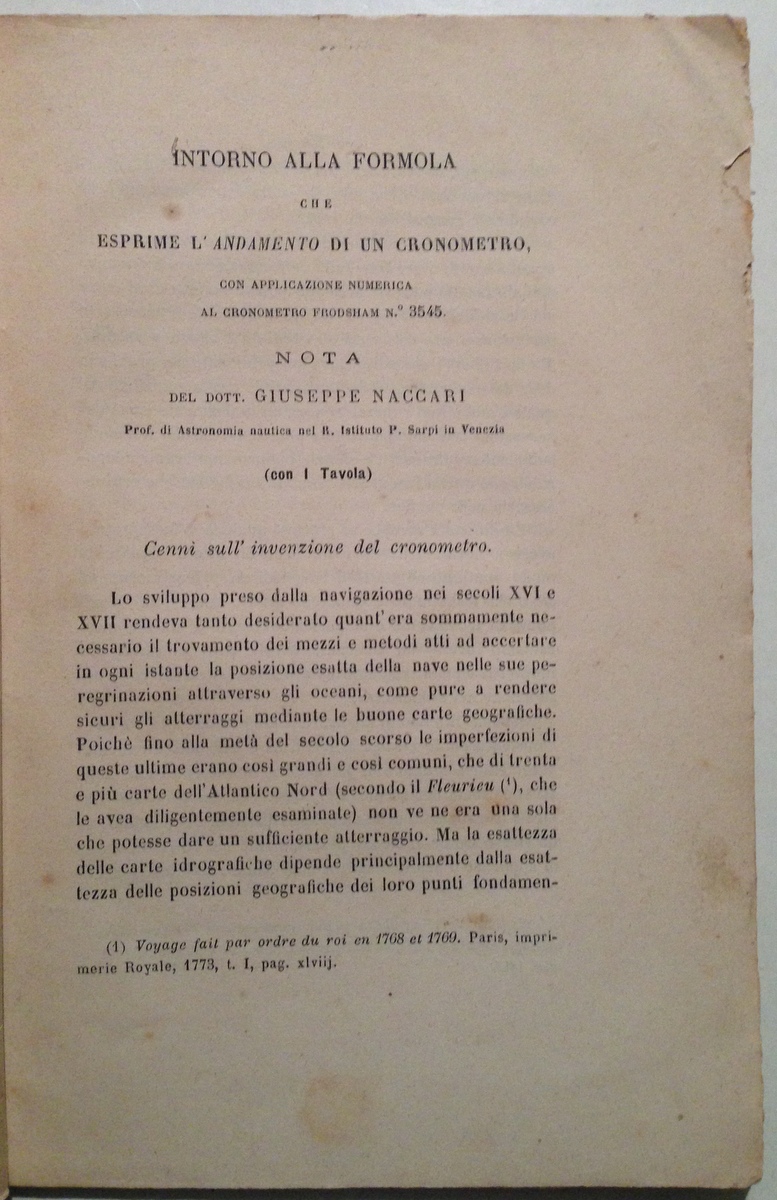 INTORNO ALLA FORMOLA
CHE
ESPRIME L' ANDAMENTO DI UN CRONOMETRO,
CON APPLICAZIONE NUMERICA
AL CRONOMETRO FRODSHAM N.° 3545.
NOTA
DEL DOTT. GIUSEPPE NACCARI
Prof. di Astronomia nautica nel R. Istituto P. Sarpi in Venezia
(con 1 Tavola)
Cenni sull' invenzione del cronometro.
Lo sviluppo preso dalla navigazione nei secoli XVI e
XVII rendeva tanto desiderato quant' era sommamente ne-
cessario il trovamento dei mezzi e metodi atti ad accertare
in ogni istante la posizione esatta della nave nelle sue pe-
regrinazioni attraverso gli oceani, come pure a rendere
sicuri gli atterraggi mediante le buone carte geografiche.
Poichè fino alla metà del secolo scorso le imperfezioni di
queste ultime erano così grandi e così comuni, che di trenta
e più carte dell'Atlantico Nord (secondo il Fleurieu (¹), che
le avea diligentemente esaminate) non ve ne era una sola
che potesse dare un sufficiente atterraggio. Ma la esattezza
delle carte idrografiche dipende principalmente dalla esat-
tezza delle posizioni geografiche dei loro punti fondamen-
(1) Voyage fait par ordre du roi en 1768 et 1769. Paris, impri-
merie Royale, 1773, t. I, pag. xlviij.